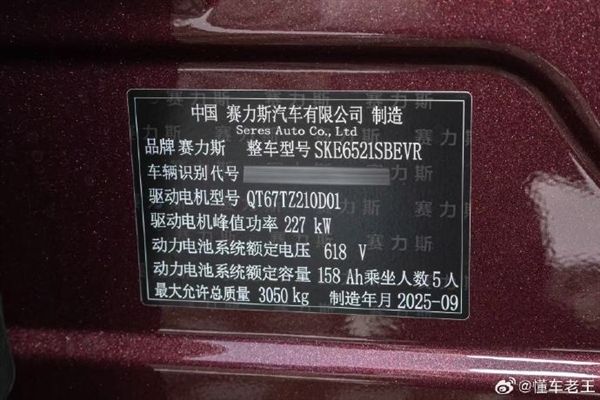 中国 赛力斯汽车有限公司 制造
Seres Auto Co., Ltd
品牌 赛力斯 整车型号 SKE6521SBEVR
车辆识别代号
驱动电机型号 QT67TZ210D01
驱动电机峰值功率 227 kW
动力电池系统额定电压 618 V
动力电池系统额定容量 158 Ah 乘坐人数 5 人
最大允许总质量 3050 kg 制造年月 2025-09
@懂车老王